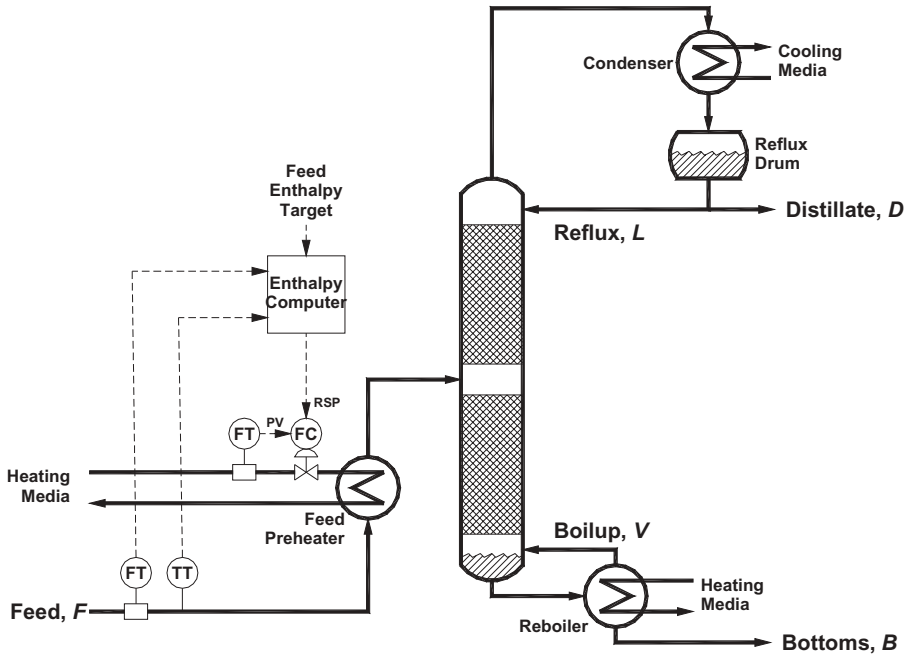 Condenser
Cooling
Media
Reflux
Drum
Distillate, D
Reflux, L
Feed
Enthalpy
Target
Enthalpy
Computer
RSP
PV
FT
FC
Heating
Media
Feed
Preheater
FT
TT
Feed, F
Boilup, V
Heating
Media
Reboiler
Bottoms, B